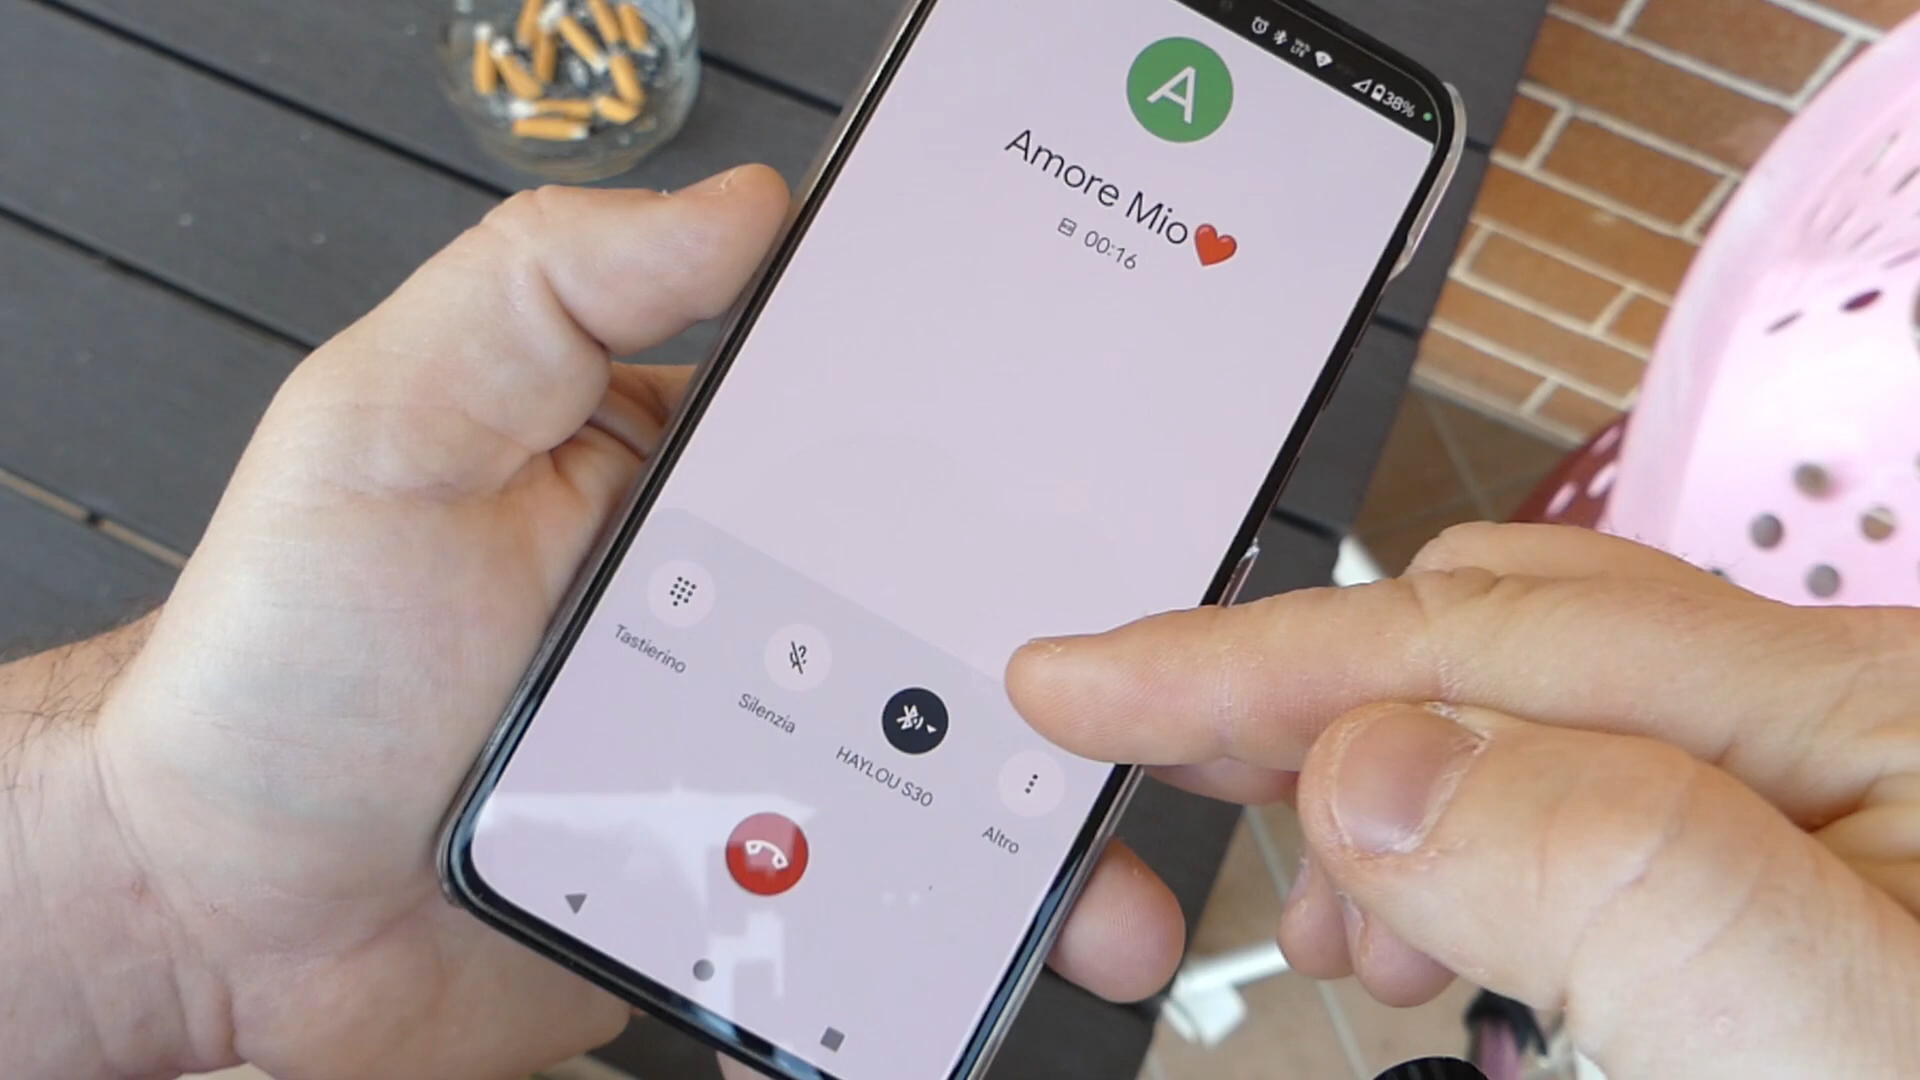 38%
A
Amore Mio❤️
00:16
Tastierino
Silenzia
HAYLOU S30
Altro